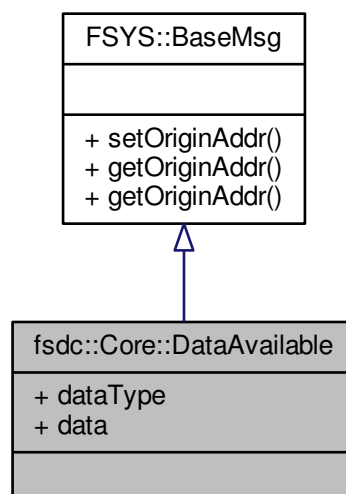 FSYS::BaseMsg
+ setOriginAddr()
+ getOriginAddr()
+ getOriginAddr()
fsdc::Core::DataAvailable
+ dataType
+ data